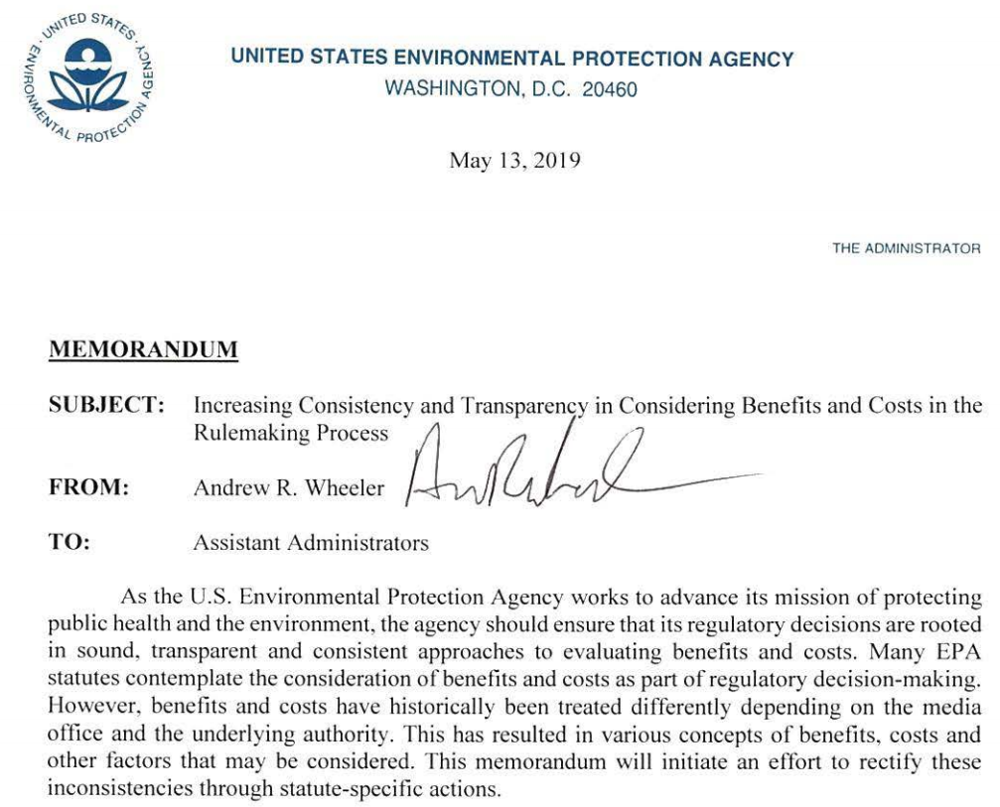 UNITED STATES · ENVIRONMENTAL PROTECTION AGENCY ·
UNITED STATES ENVIRONMENTAL PROTECTION AGENCY
WASHINGTON, D.C. 20460
May 13, 2019
THE ADMINISTRATOR
MEMORANDUM
SUBJECT: Increasing Consistency and Transparency in Considering Benefits and Costs in the
Rulemaking Process
FROM: Andrew R. Wheeler
TO: Assistant Administrators
As the U.S. Environmental Protection Agency works to advance its mission of protecting
public health and the environment, the agency should ensure that its regulatory decisions are rooted
in sound, transparent and consistent approaches to evaluating benefits and costs. Many EPA
statutes contemplate the consideration of benefits and costs as part of regulatory decision-making.
However, benefits and costs have historically been treated differently depending on the media
office and the underlying authority. This has resulted in various concepts of benefits, costs and
other factors that may be considered. This memorandum will initiate an effort to rectify these
inconsistencies through statute-specific actions.